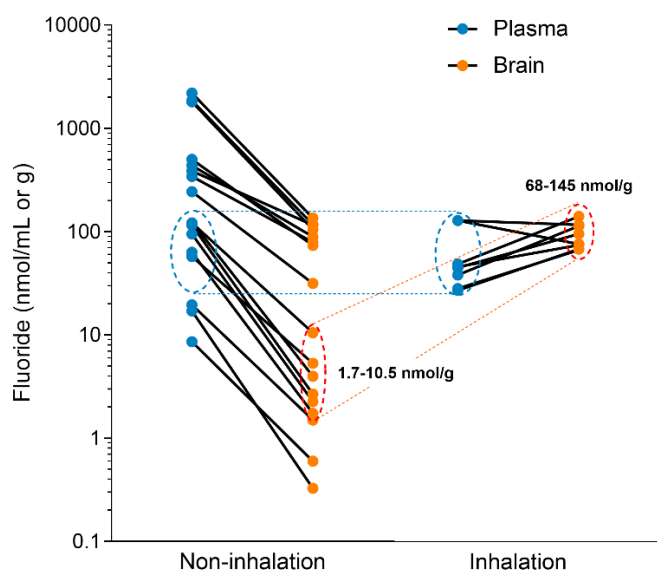 Fluoride (nmol/mL or g)
10000
1000
100
10
1
0.1
Plasma
Brain
68-145 nmol/g
1.7-10.5 nmol/g
Non-inhalation
Inhalation